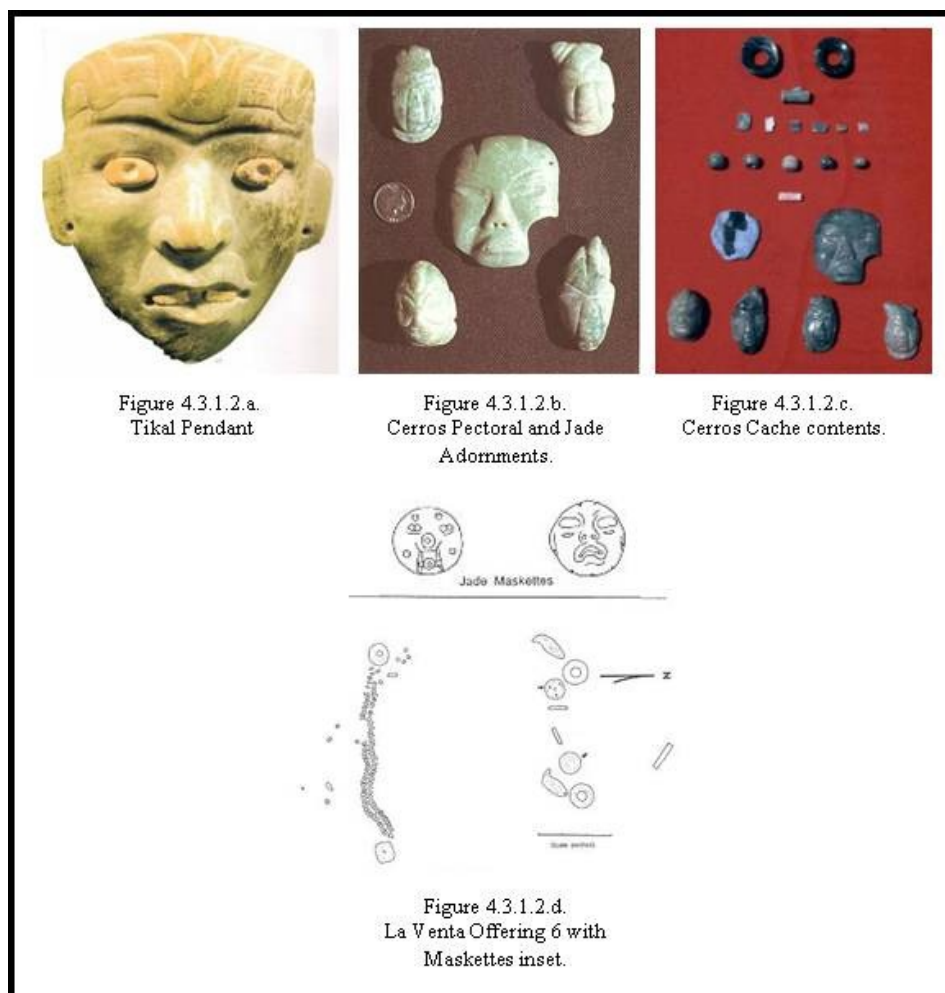 Figure 4.3.1.2.a.
Tikal Pendant
Figure 4.3.1.2.b.
Cerros Pectoral and Jade
Adornments.
Figure 4.3.1.2.c.
Cerros Cache contents.
Jade Maskettes
N
Figure 4.3.1.2.d.
La Venta Offering 6 with
Maskettes inset.